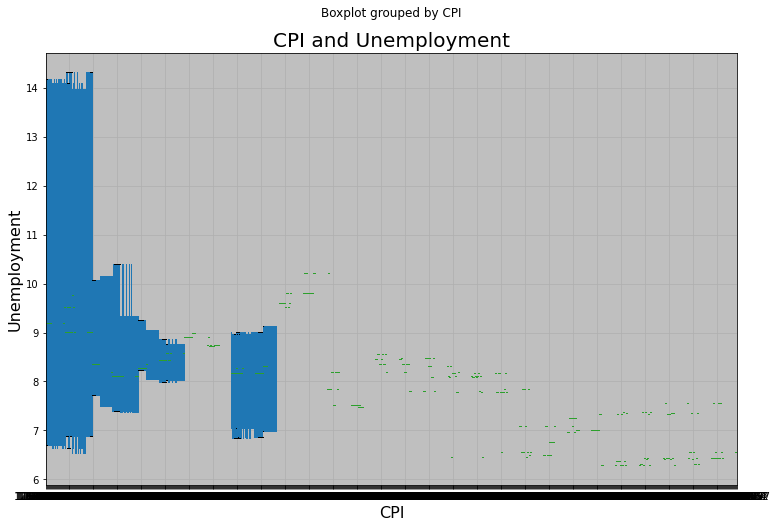 Boxplot grouped by CPI
CPI and Unemployment
14
13
12
11
10
9
8
7
6
Unemployment
CPI